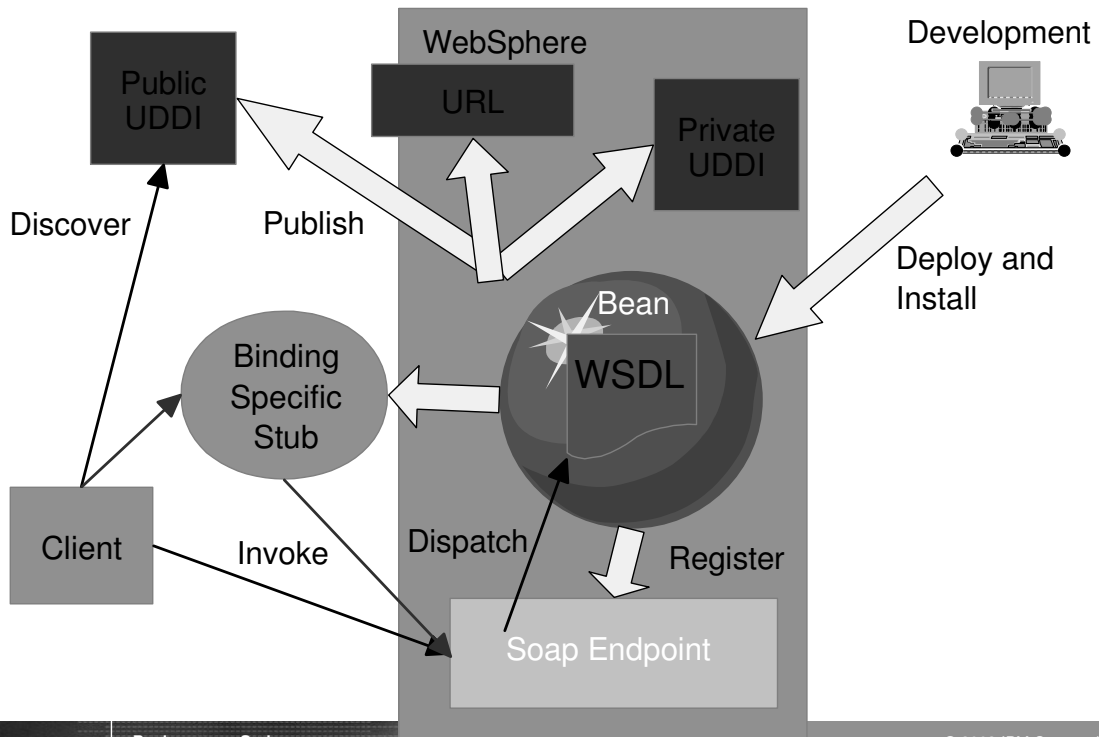 WebSphere
Development
Public
UDDI
URL
Private
UDDI
Discover
Publish
Deploy and
Install
Bean
WSDL
Binding
Specific
Stub
Client
Invoke
Dispatch
Register
Soap Endpoint